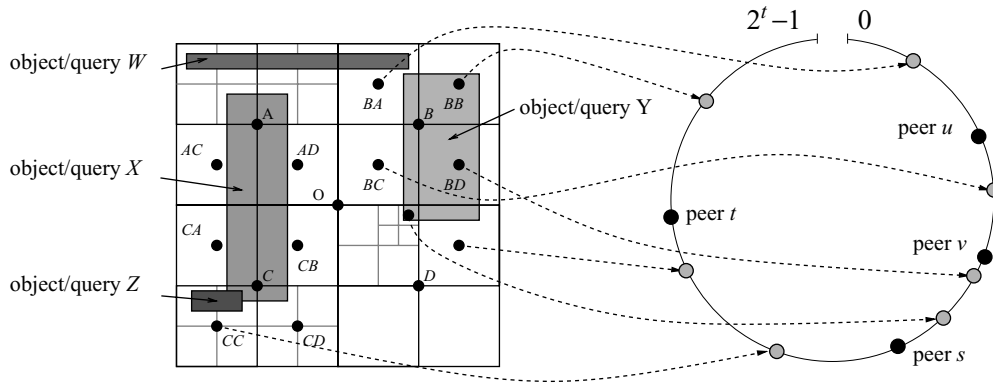 2^t−1 0
object/query W
BA BB
object/query Y
A B
peer u
AC AD
object/query X
BC BD
O
peer t
CA CB
peer v
object/query Z
C D
CC CD
peer s